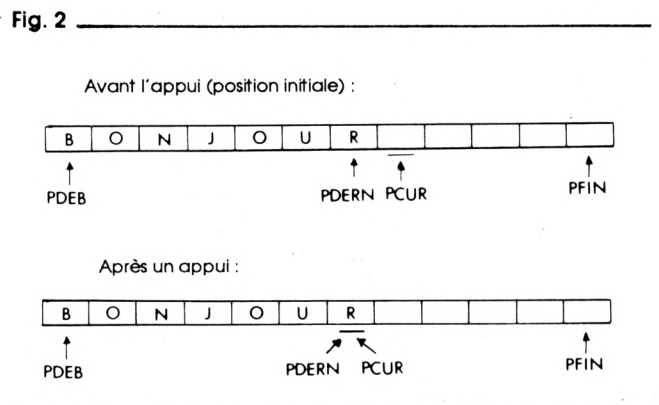 Fig. 2
Avant l'appui (position initiale) :
B O N J O U R
PDEB PDERN PCUR PFIN
Après un appui :
B O N J O U R
PDEB PDERN PCUR PFIN